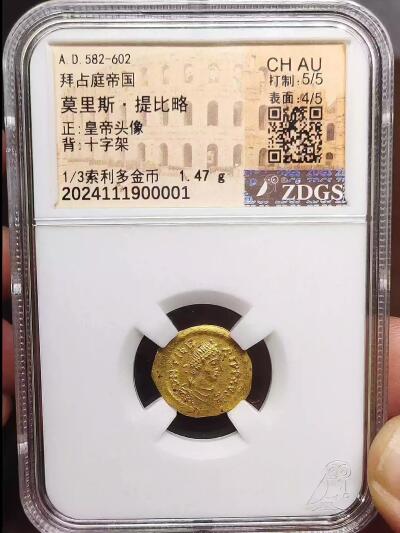 A.D.582-602
拜占庭帝国
莫里斯·提比略
正:皇帝头像
背:十字架
1/3索利多金币 1.47 g
2024111900001
CH AU
打制:5/5
表面:4/5
ZDGS